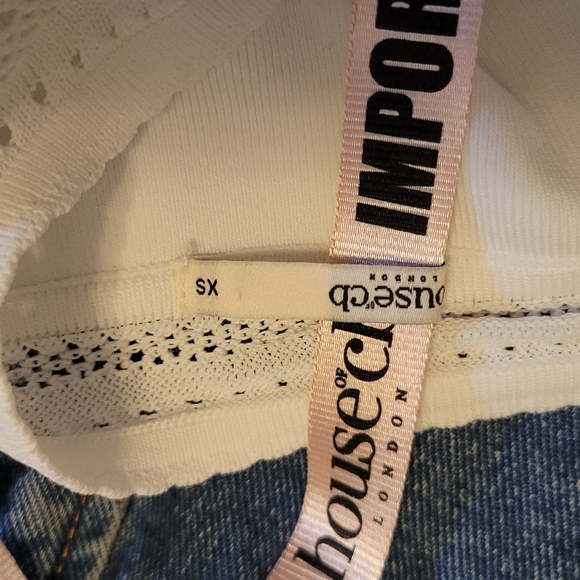 IMPOR
XS
house OF cb
LONDON
house OF cb
LONDON